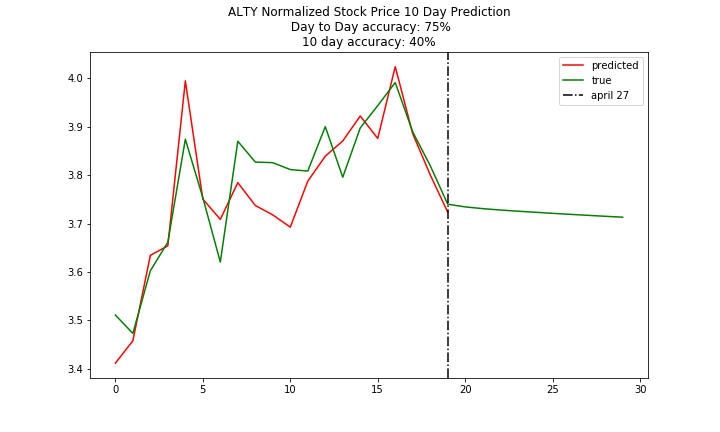 ALTY Normalized Stock Price 10 Day Prediction
Day to Day accuracy: 75%
10 day accuracy: 40%
predicted
true
april 27
4.0
3.9
3.8
3.7
3.6
3.5
3.4
0 5 10 15 20 25 30